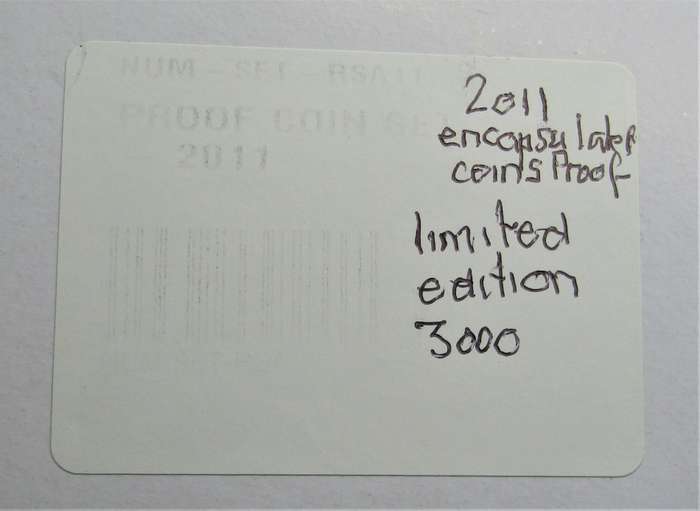 NUM - SET - RSA11
PROOF COIN SET
2011
2011
encapsulated
coins Proof
limited
edition
3000